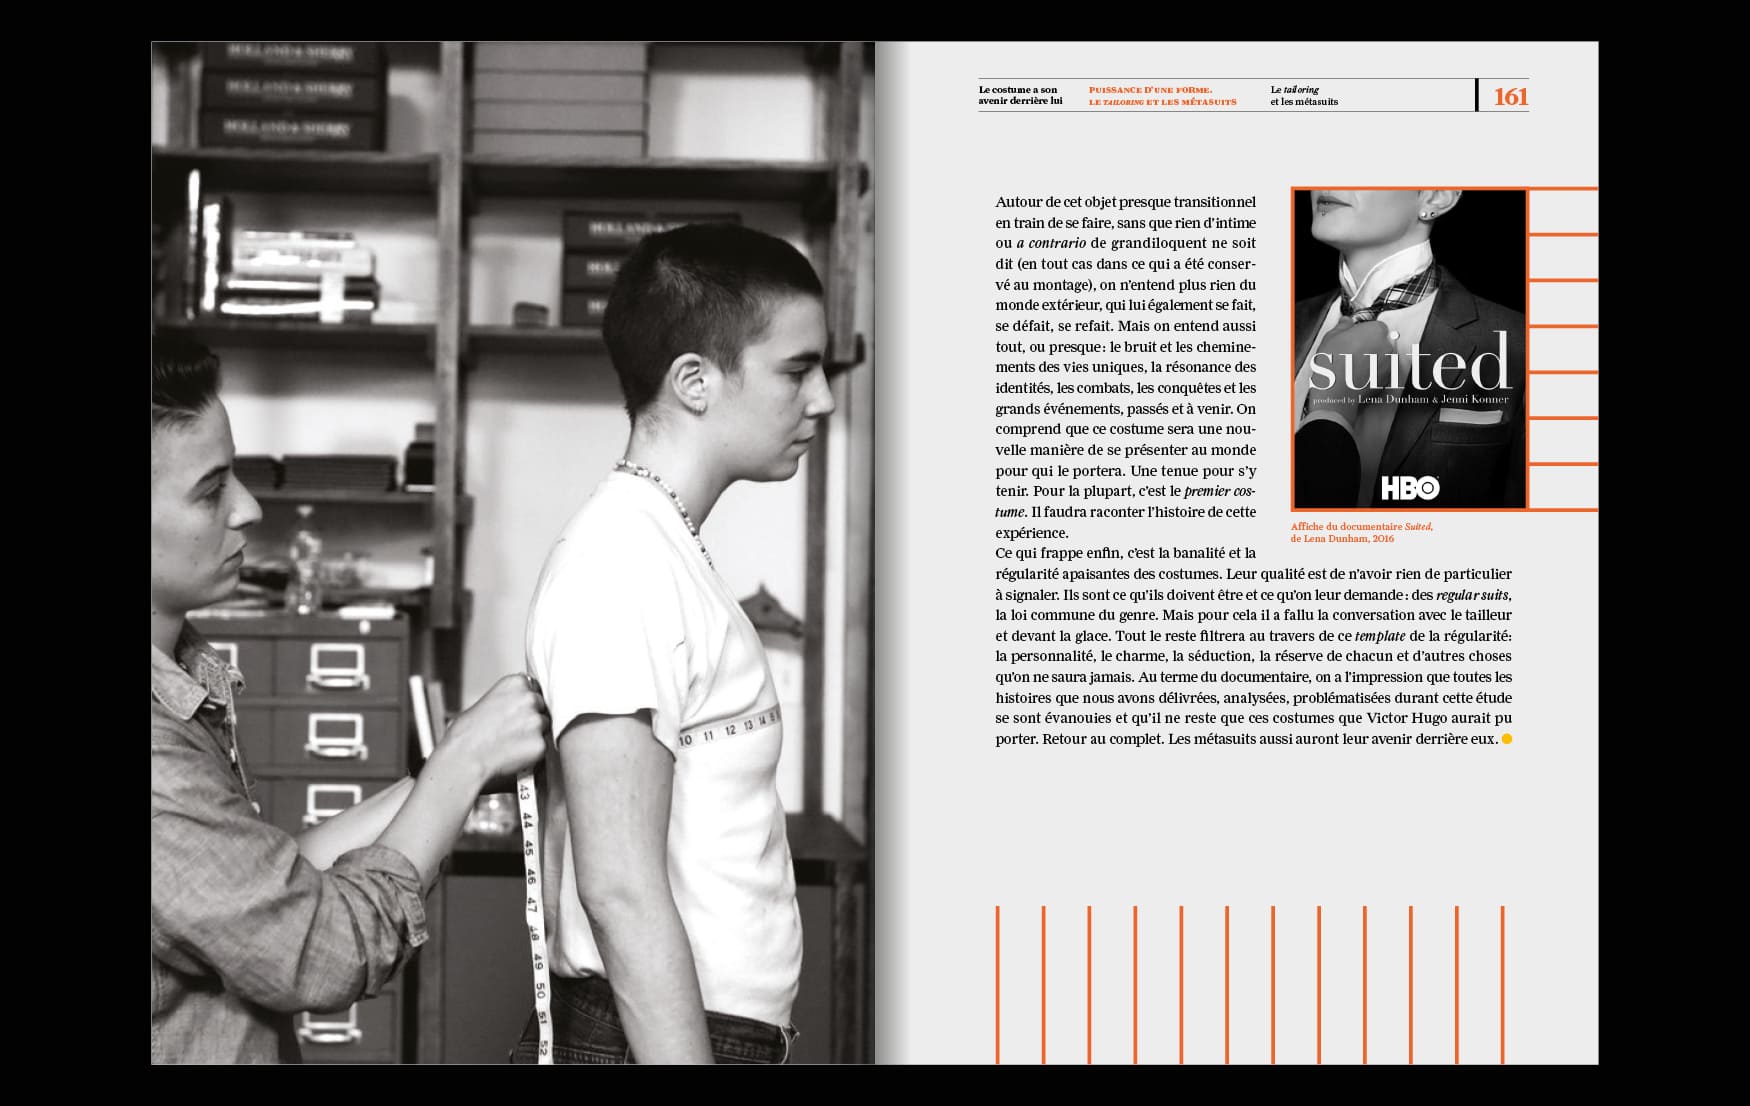 HOLLAND & SHERRY
HOLLAND & SHERRY
HOLLAND & SHERRY
10 11 12 13 14
43
44
45
46
47
48
49
50
51
52
Le costume a son
avenir derrière lui
PUISSANCE D'UNE FORME.
LE TAILORING ET LES MÉTASUITS
Le tailoring
et les métasuits
161
Autour de cet objet presque transitionnel
en train de se faire, sans que rien d'intime
ou a contrario de grandiloquent ne soit
dit (en tout cas dans ce qui a été conser-
vé au montage), on n'entend plus rien du
monde extérieur, qui lui également se fait,
se défait, se refait. Mais on entend aussi
tout, ou presque : le bruit et les chemine-
ments des vies uniques, la résonance des
identités, les combats, les conquêtes et les
grands événements, passés et à venir. On
comprend que ce costume sera une nou-
velle manière de se présenter au monde
pour qui le portera. Une tenue pour s'y
tenir. Pour la plupart, c'est le premier cos-
tume. Il faudra raconter l'histoire de cette
expérience.
Ce qui frappe enfin, c'est la banalité et la
régularité apaisantes des costumes. Leur qualité est de n'avoir rien de particulier
à signaler. Ils sont ce qu'ils doivent être et ce qu'on leur demande : des regular suits,
la loi commune du genre. Mais pour cela il a fallu la conversation avec le tailleur
et devant la glace. Tout le reste filtrera au travers de ce template de la régularité:
la personnalité, le charme, la séduction, la réserve de chacun et d'autres choses
qu'on ne saura jamais. Au terme du documentaire, on a l'impression que toutes les
histoires que nous avons délivrées, analysées, problématisées durant cette étude
se sont évanouies et qu'il ne reste que ces costumes que Victor Hugo aurait pu
porter. Retour au complet. Les métasuits aussi auront leur avenir derrière eux.
suited
produced by Lena Dunham & Jenni Konner
HBO
Affiche du documentaire Suited,
de Lena Dunham, 2016